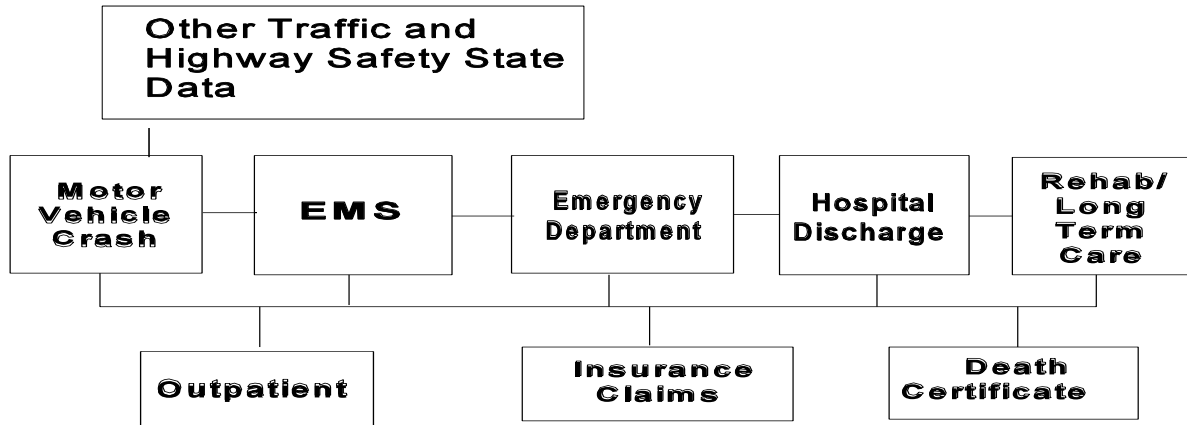 Other Traffic and
Highway Safety State
Data
Motor
Vehicle
Crash
EMS
Emergency
Department
Hospital
Discharge
Rehab/
Long
Term
Care
Outpatient
Insurance
Claims
Death
Certificate